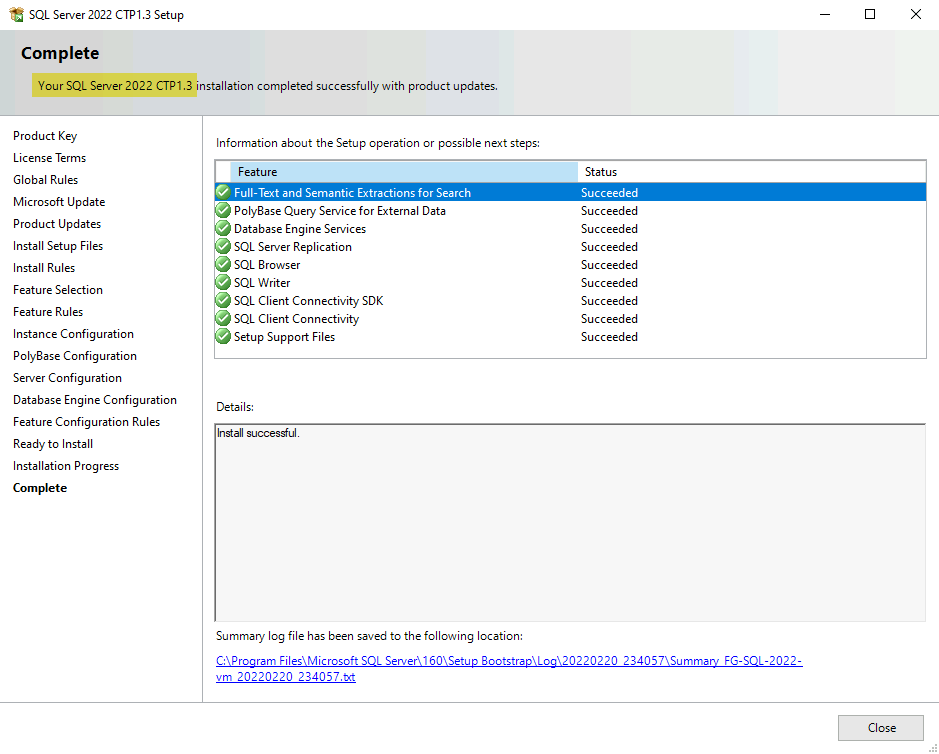 SQL Server 2022 CTP1.3 Setup
Complete
Your SQL Server 2022 CTP1.3 installation completed successfully with product updates.
Product Key
License Terms
Global Rules
Microsoft Update
Product Updates
Install Setup Files
Install Rules
Feature Selection
Feature Rules
Instance Configuration
PolyBase Configuration
Server Configuration
Database Engine Configuration
Feature Configuration Rules
Ready to Install
Installation Progress
Complete
Information about the Setup operation or possible next steps:
Feature Status
Full-Text and Semantic Extractions for Search Succeeded
PolyBase Query Service for External Data Succeeded
Database Engine Services Succeeded
SQL Server Replication Succeeded
SQL Browser Succeeded
SQL Writer Succeeded
SQL Client Connectivity SDK Succeeded
SQL Client Connectivity Succeeded
Setup Support Files Succeeded
Details:
Install successful.
Summary log file has been saved to the following location:
C:\Program Files\Microsoft SQL Server\160\Setup Bootstrap\Log\20220220_234057\Summary_FG-SQL-2022-
vm_20220220_234057.txt
Close